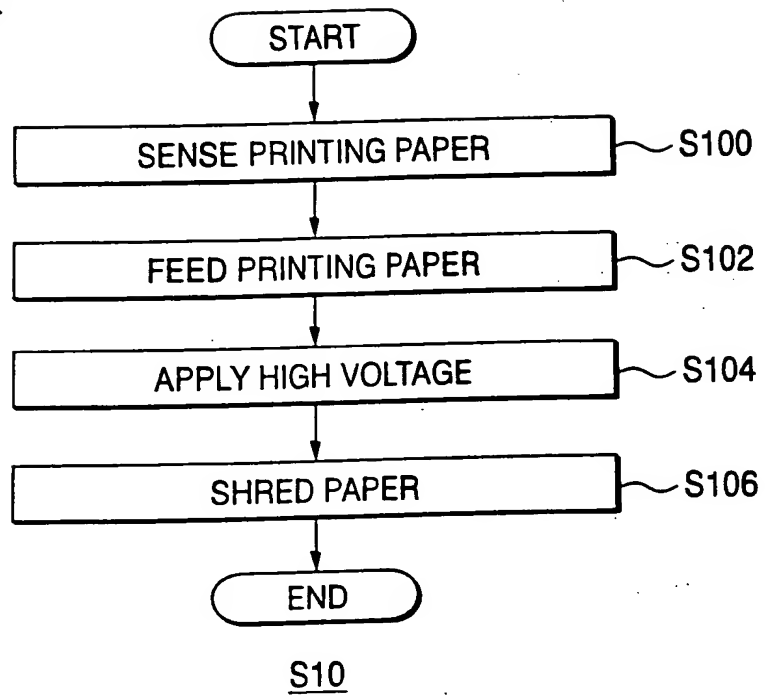 START
SENSE PRINTING PAPER
S100
FEED PRINTING PAPER
S102
APPLY HIGH VOLTAGE
S104
SHRED PAPER
S106
END
S10